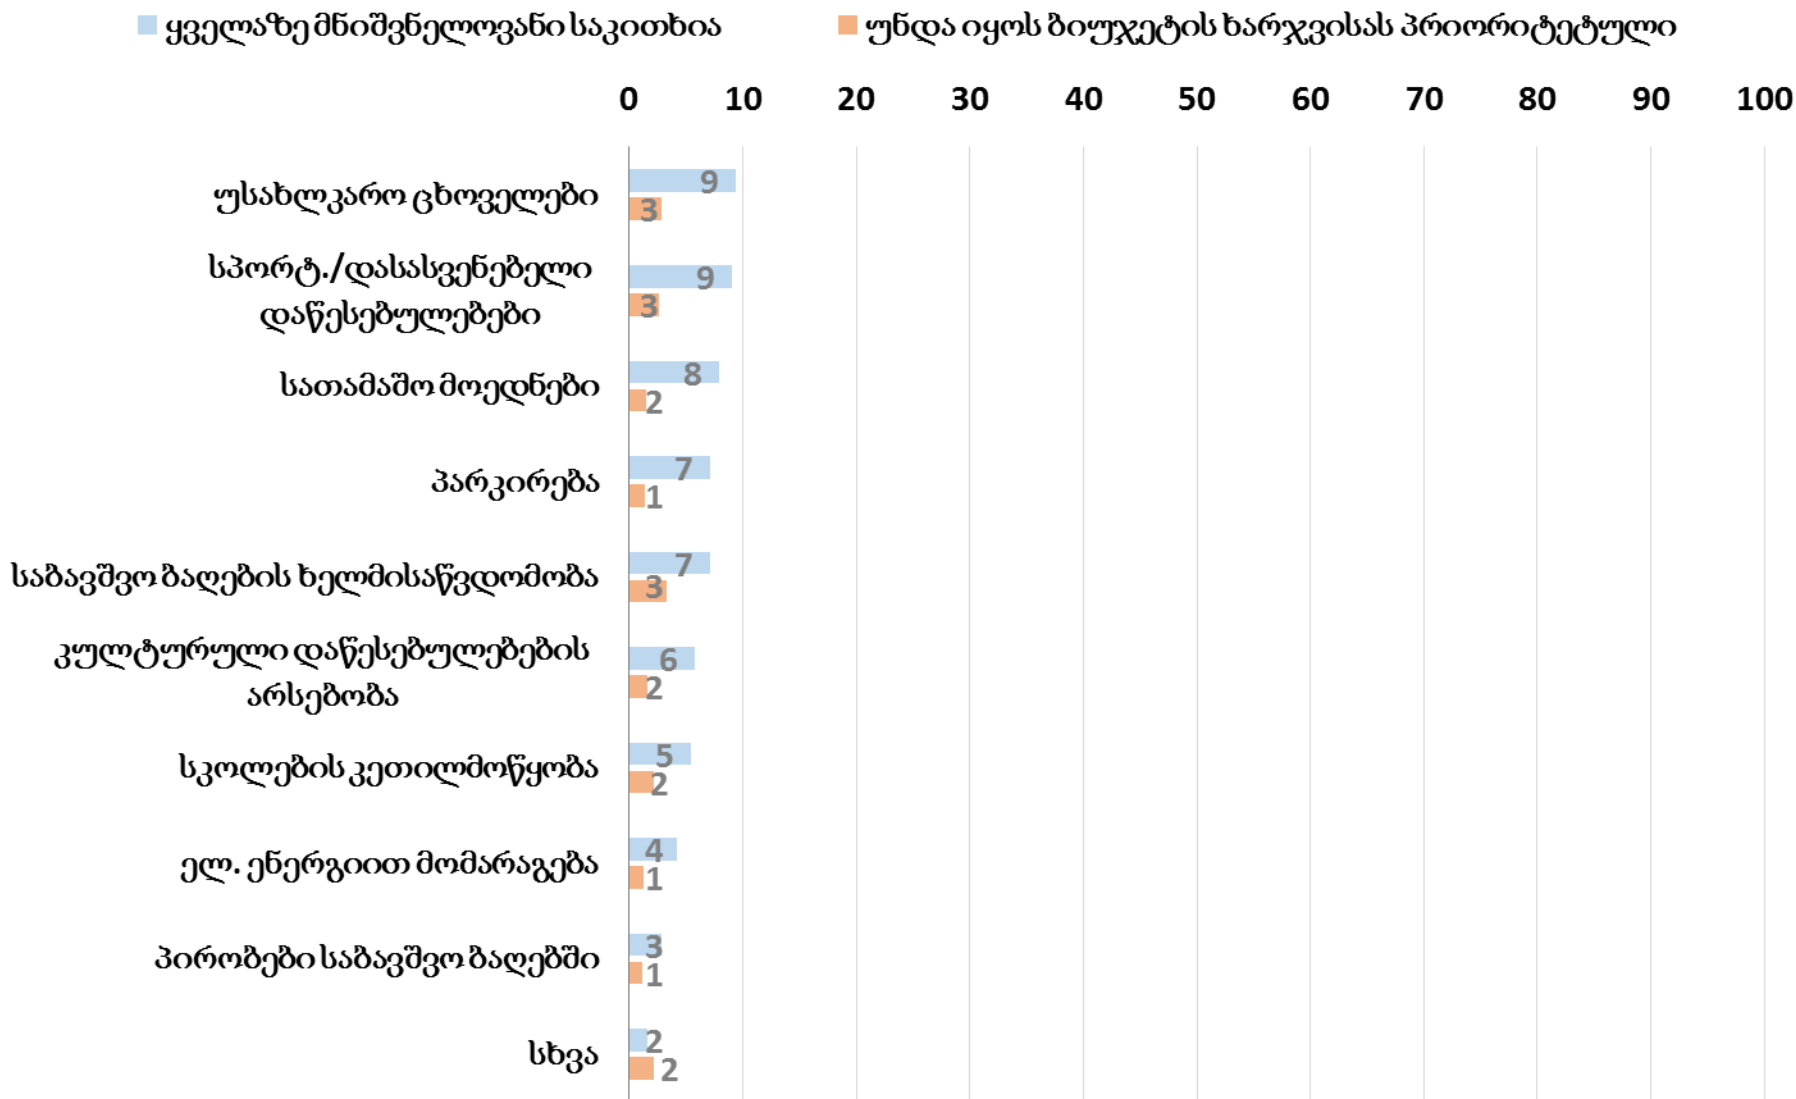 ყველაზე მნიშვნელოვანი საკითხია
უნდა იყოს ბიუჯეტის ხარჯვისას პრიორიტეტული
0 10 20 30 40 50 60 70 80 90 100
უსახლკარო ცხოველები
9
3
სპორტ./დასასვენებელი
დაწესებულებები
9
3
სათამაშო მოედნები
8
2
პარკირება
7
1
საბავშვო ბაღების ხელმისაწვდომობა
7
3
კულტურული დაწესებულებების
არსებობა
6
2
სკოლების კეთილმოწყობა
5
2
ელ. ენერგიით მომარაგება
4
1
პირობები საბავშვო ბაღებში
3
1
სხვა
2
2